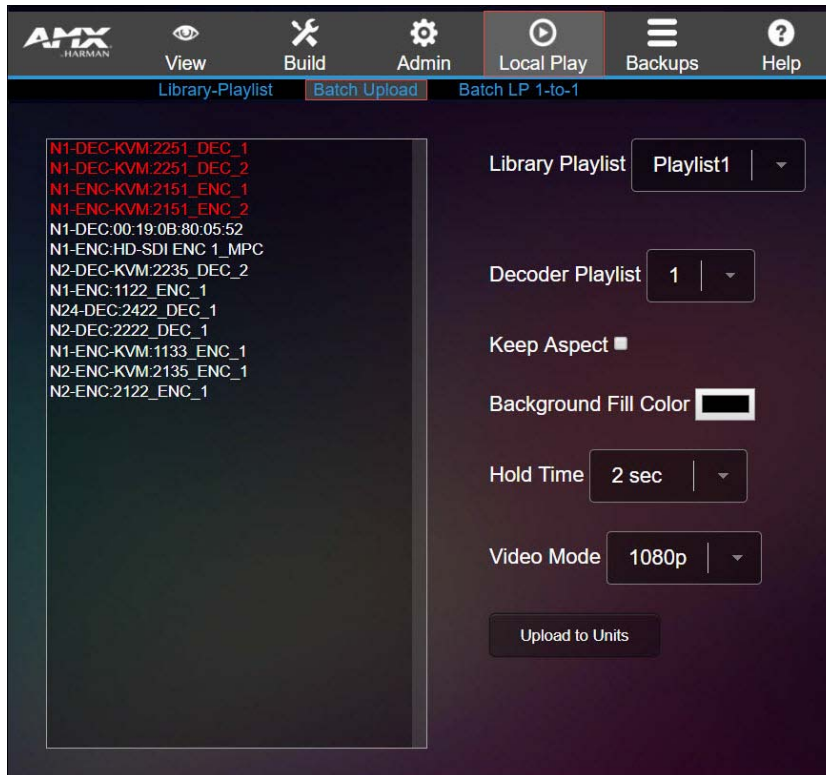 AMX
HARMAN
View
Build
Admin
Local Play
Backups
? Help
Library-Playlist
Batch Upload
Batch LP 1-to-1
N1-DEC-KVM:2251_DEC_1
N1-DEC-KVM:2251_DEC_2
N1-ENC-KVM:2151_ENC_1
N1-ENC-KVM:2151_ENC_2
N1-DEC:00:19:0B:80:05:52
N1-ENC:HD-SDI ENC 1_MPC
N2-DEC-KVM:2235_DEC_2
N1-ENC:1122_ENC_1
N24-DEC:2422_DEC_1
N2-DEC:2222_DEC_1
N1-ENC-KVM:1133_ENC_1
N2-ENC-KVM:2135_ENC_1
N2-ENC:2122_ENC_1
Library Playlist Playlist1
Decoder Playlist 1
Keep Aspect
Background Fill Color
Hold Time 2 sec
Video Mode 1080p
Upload to Units